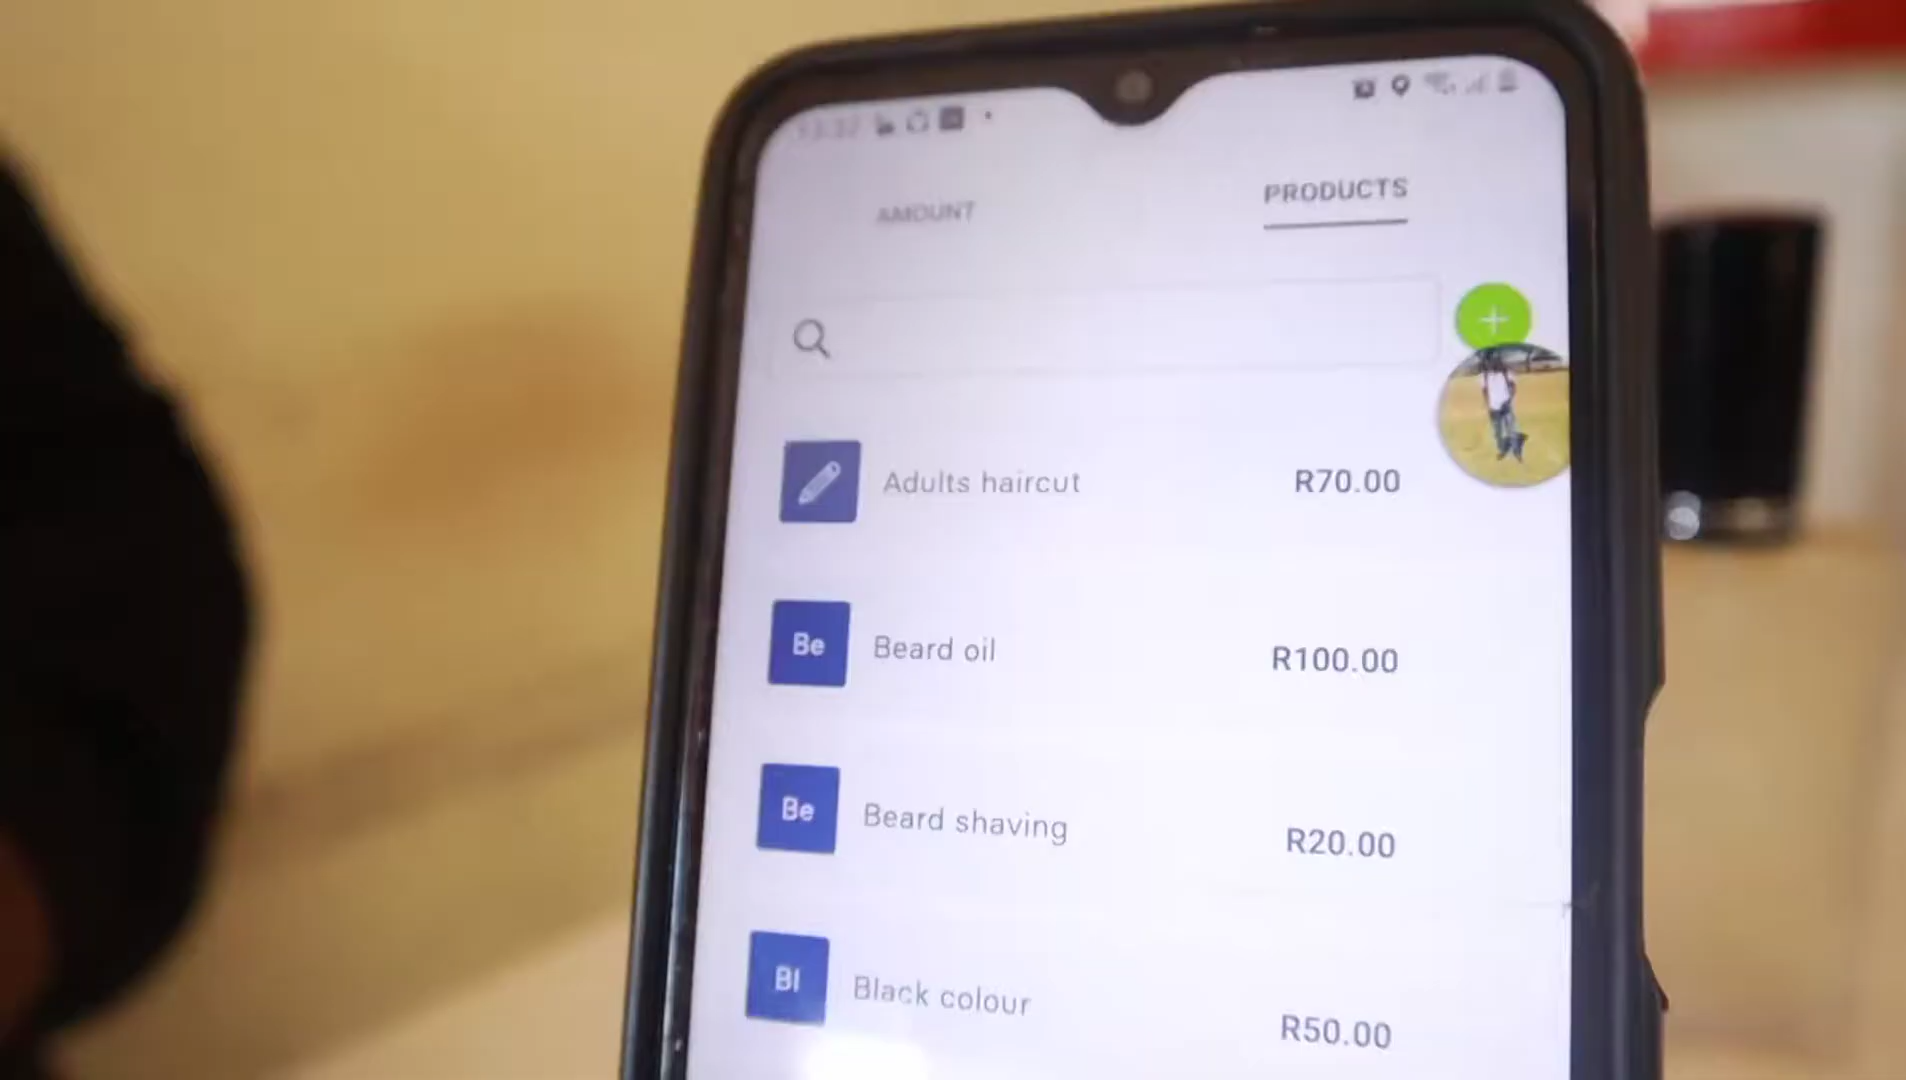 AMOUNT
PRODUCTS
Adults haircut
R70.00
Be
Beard oil
R100.00
Be
Beard shaving
R20.00
Bl
Black colour
R50.00